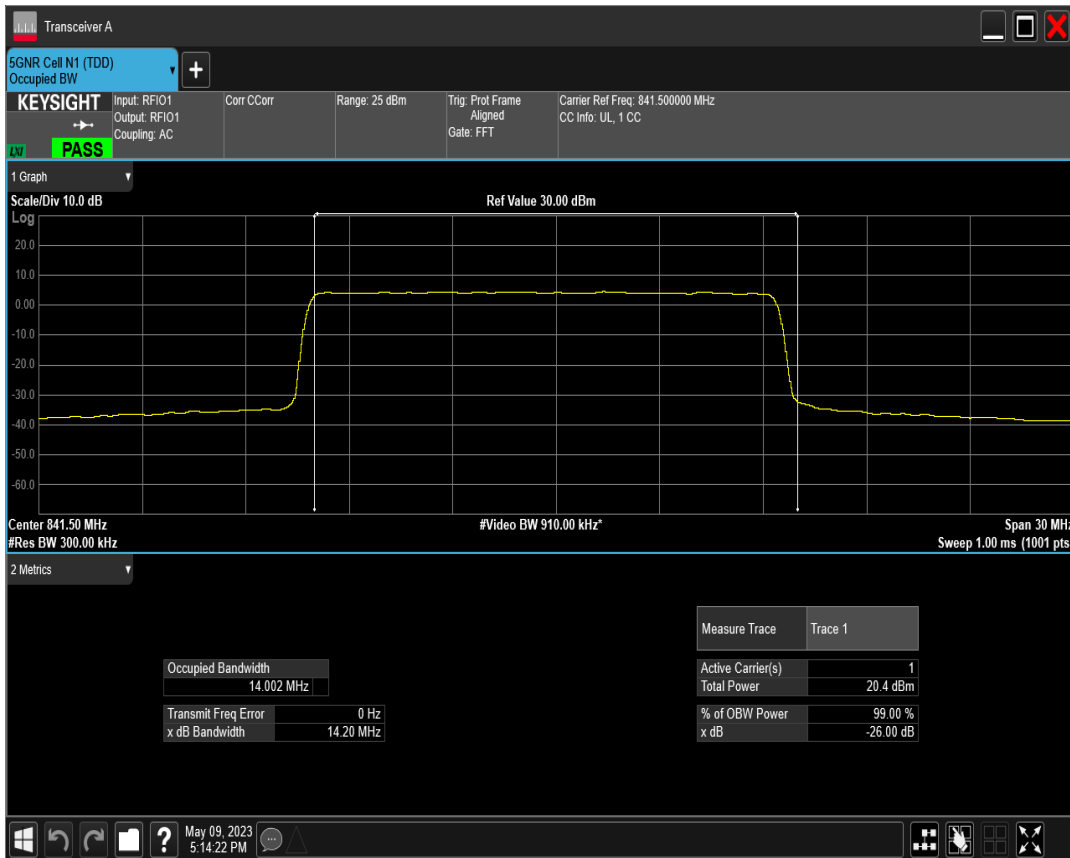 Transceiver A
5GNR Cell N1 (TDD)
Occupied BW
+
KEYSIGHT
LXI
PASS
Input: RFIO1
Output: RFIO1
Coupling: AC
Corr CCorr
Range: 25 dBm
Trig: Prot Frame
Aligned
Gate: FFT
Carrier Ref Freq: 841.500000 MHz
CC Info: UL, 1 CC
1 Graph
Scale/Div 10.0 dB
Ref Value 30.00 dBm
Log
20.0
10.0
0.00
-10.0
-20.0
-30.0
-40.0
-50.0
-60.0
Center 841.50 MHz
#Video BW 910.00 kHz*
Span 30 MHz
#Res BW 300.00 kHz
Sweep 1.00 ms (1001 pts
2 Metrics
Measure Trace Trace 1
Occupied Bandwidth
14.002 MHz
Active Carrier(s) 1
Total Power 20.4 dBm
Transmit Freq Error 0 Hz
x dB Bandwidth 14.20 MHz
% of OBW Power 99.00 %
x dB -26.00 dB
?
May 09, 2023
5:14:22 PM